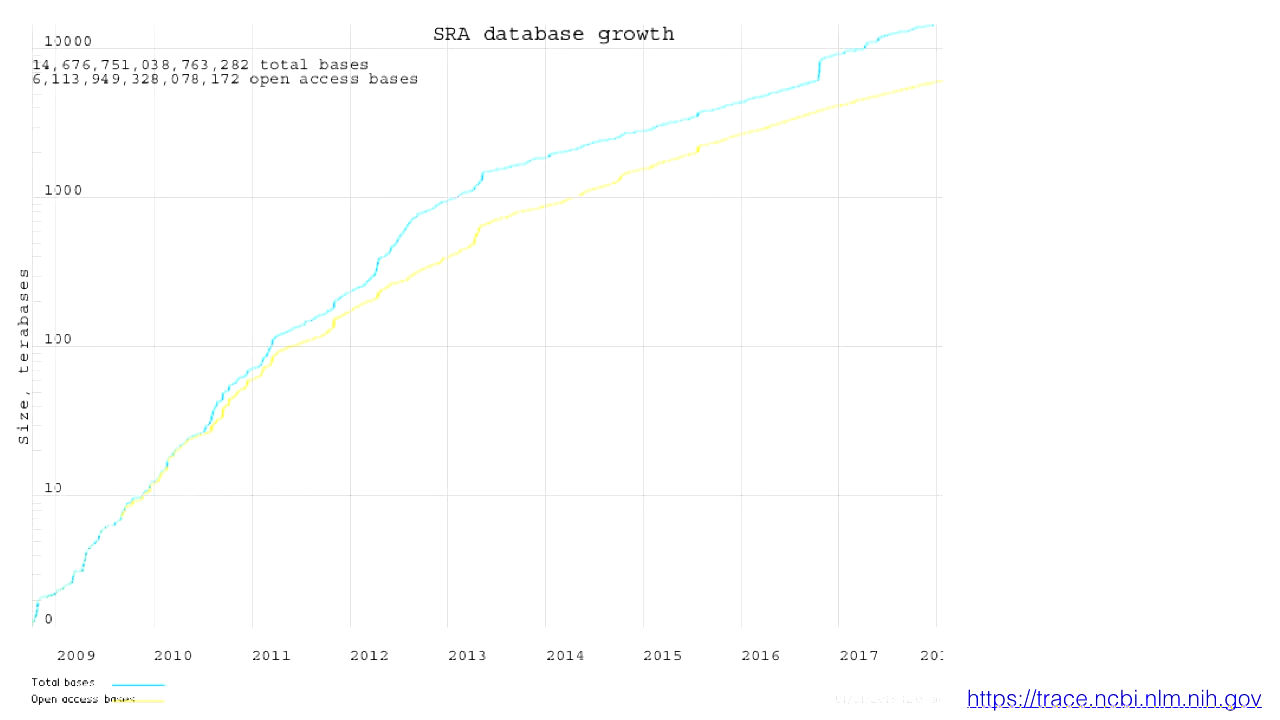 SRA database growth
10000
14,676,751,038,763,282 total bases
6,113,949,328,078,172 open access bases
1000
100
10
0
Size, terabases
2009 2010 2011 2012 2013 2014 2015 2016 2017 201
Total bases
Open access bases
https://trace.ncbi.nlm.nih.gov